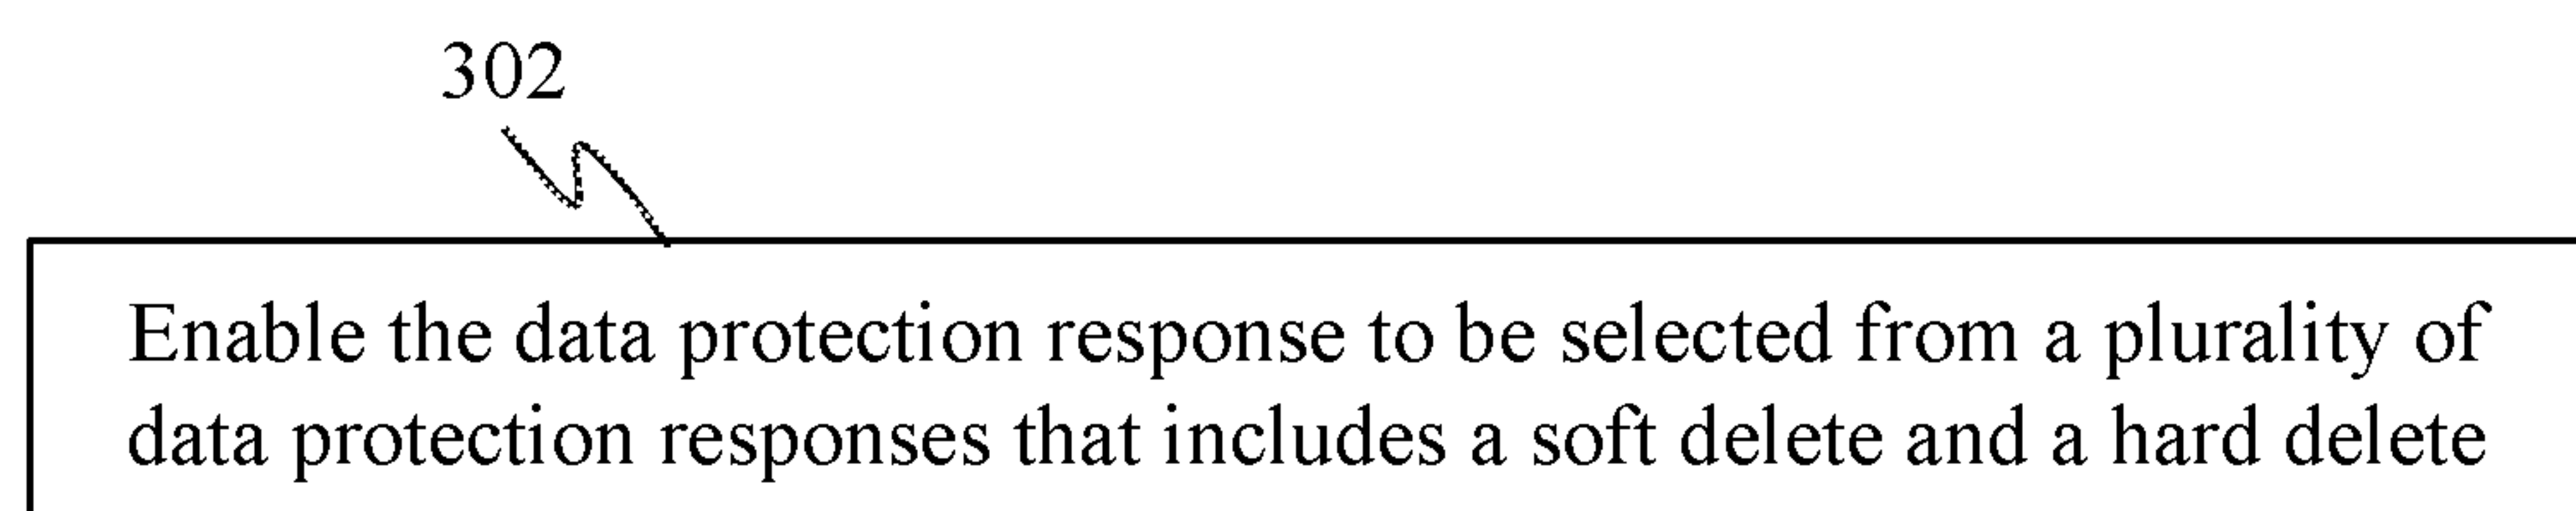 302
Enable the data protection response to be selected from a plurality of
data protection responses that includes a soft delete and a hard delete